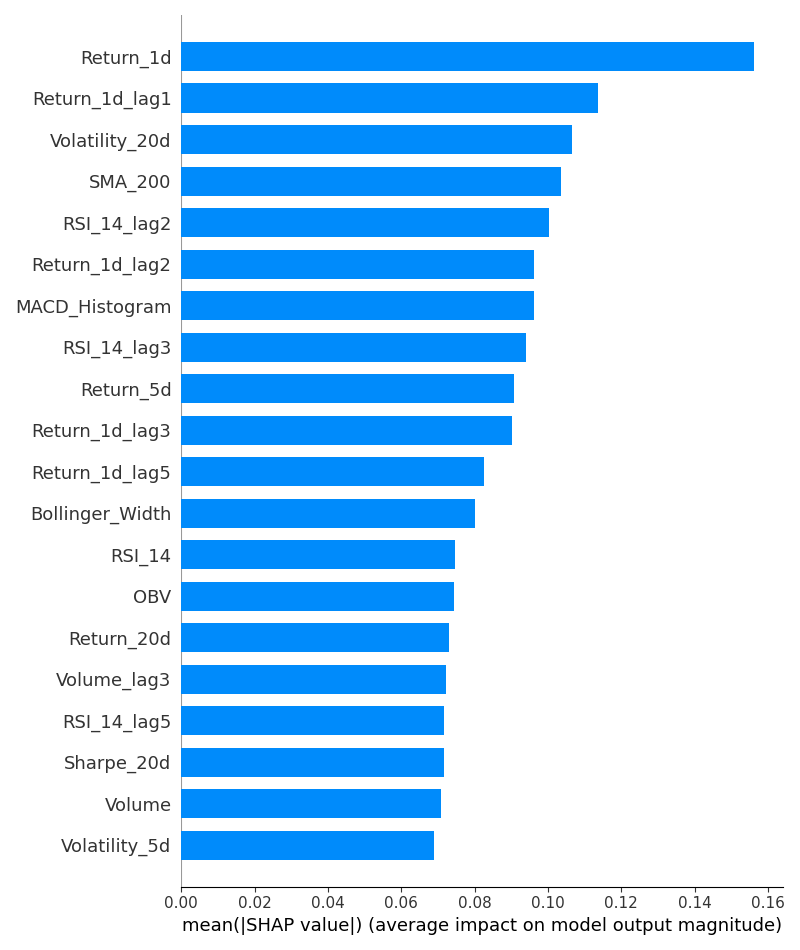 Return_1d
Return_1d_lag1
Volatility_20d
SMA_200
RSI_14_lag2
Return_1d_lag2
MACD_Histogram
RSI_14_lag3
Return_5d
Return_1d_lag3
Return_1d_lag5
Bollinger_Width
RSI_14
OBV
Return_20d
Volume_lag3
RSI_14_lag5
Sharpe_20d
Volume
Volatility_5d
0.00 0.02 0.04 0.06 0.08 0.10 0.12 0.14 0.16
mean(|SHAP value|) (average impact on model output magnitude)